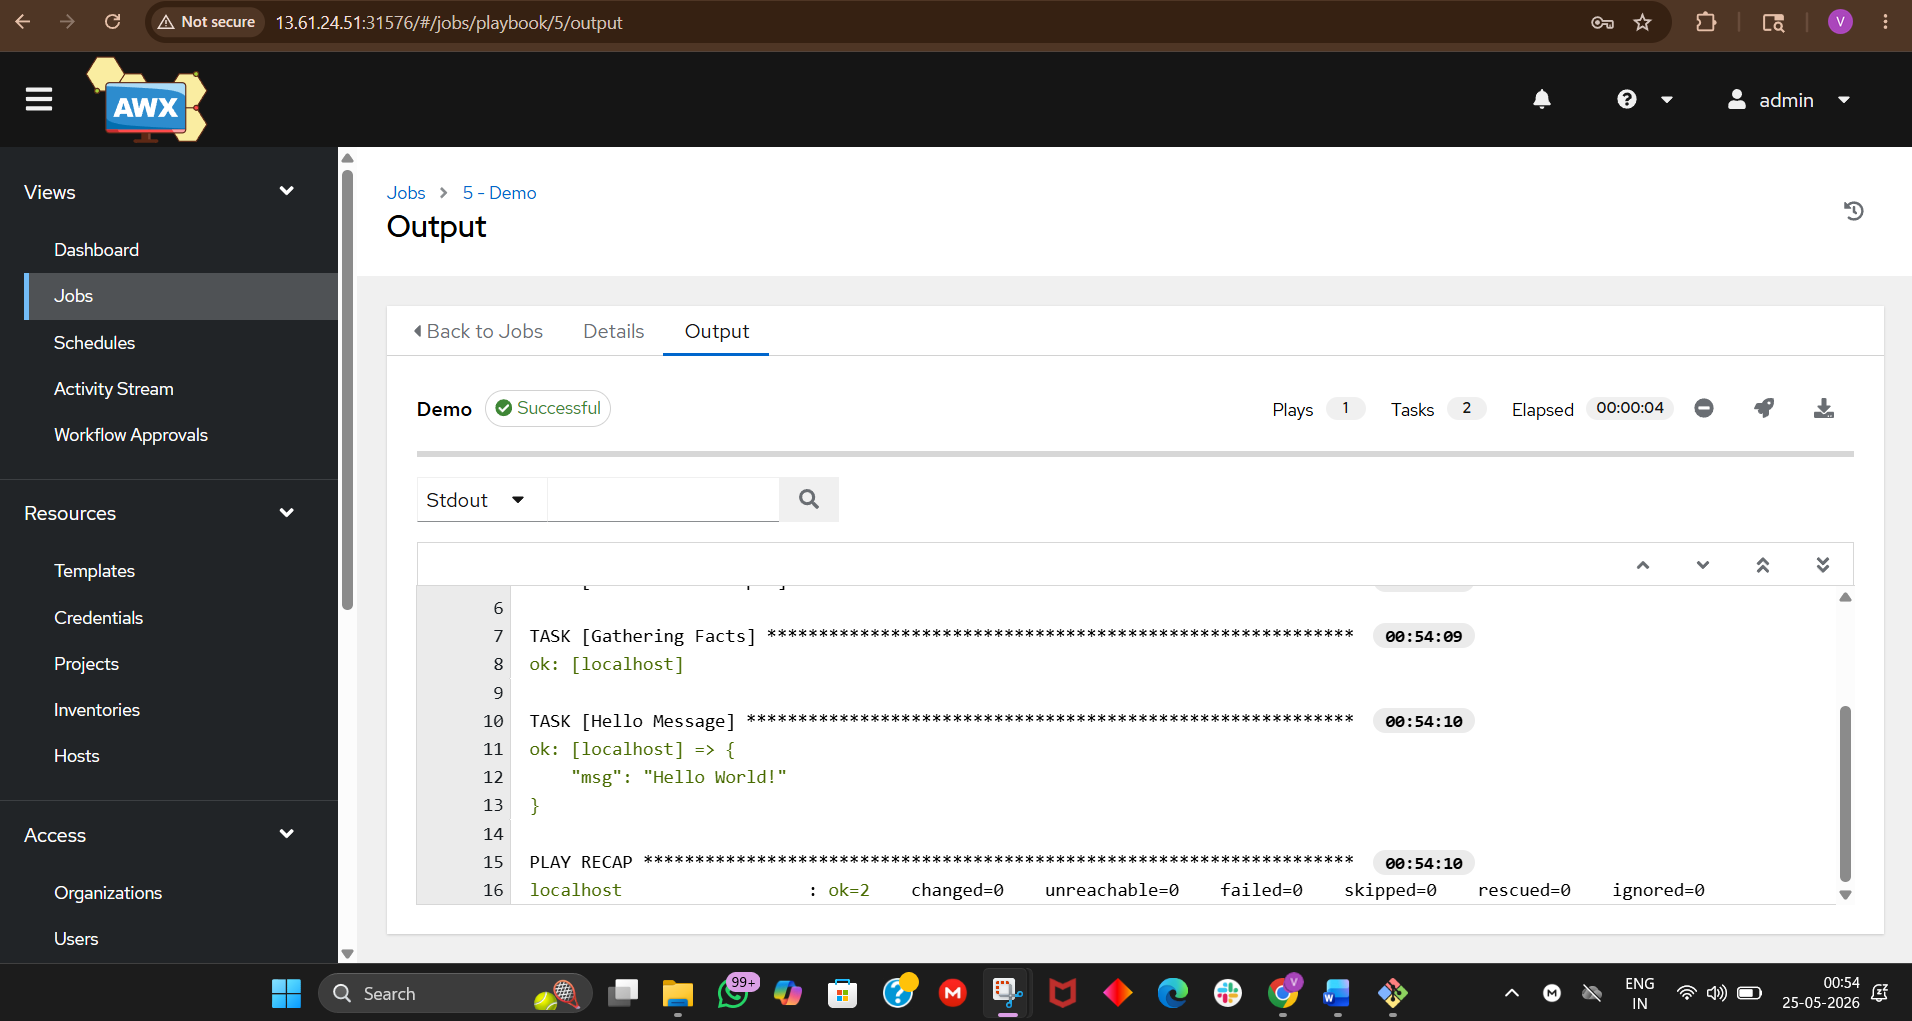 Not secure
13.61.24.51:31576/#/jobs/playbook/5/output
V
AWX
admin
Views
Dashboard
Jobs
Schedules
Activity Stream
Workflow Approvals
Resources
Templates
Credentials
Projects
Inventories
Hosts
Access
Organizations
Users
Jobs > 5 - Demo
Output
Back to Jobs
Details
Output
Demo
Successful
Plays 1
Tasks 2
Elapsed 00:00:04
Stdout
6
7 TASK [Gathering Facts] ********************************************************* 00:54:09
8 ok: [localhost]
9
10 TASK [Hello Message] *********************************************************** 00:54:10
11 ok: [localhost] => {
12 "msg": "Hello World!"
13 }
14
15 PLAY RECAP ********************************************************************* 00:54:10
16 localhost : ok=2 changed=0 unreachable=0 failed=0 skipped=0 rescued=0 ignored=0
Search
99+
V
ENG
IN
00:54
25-05-2026